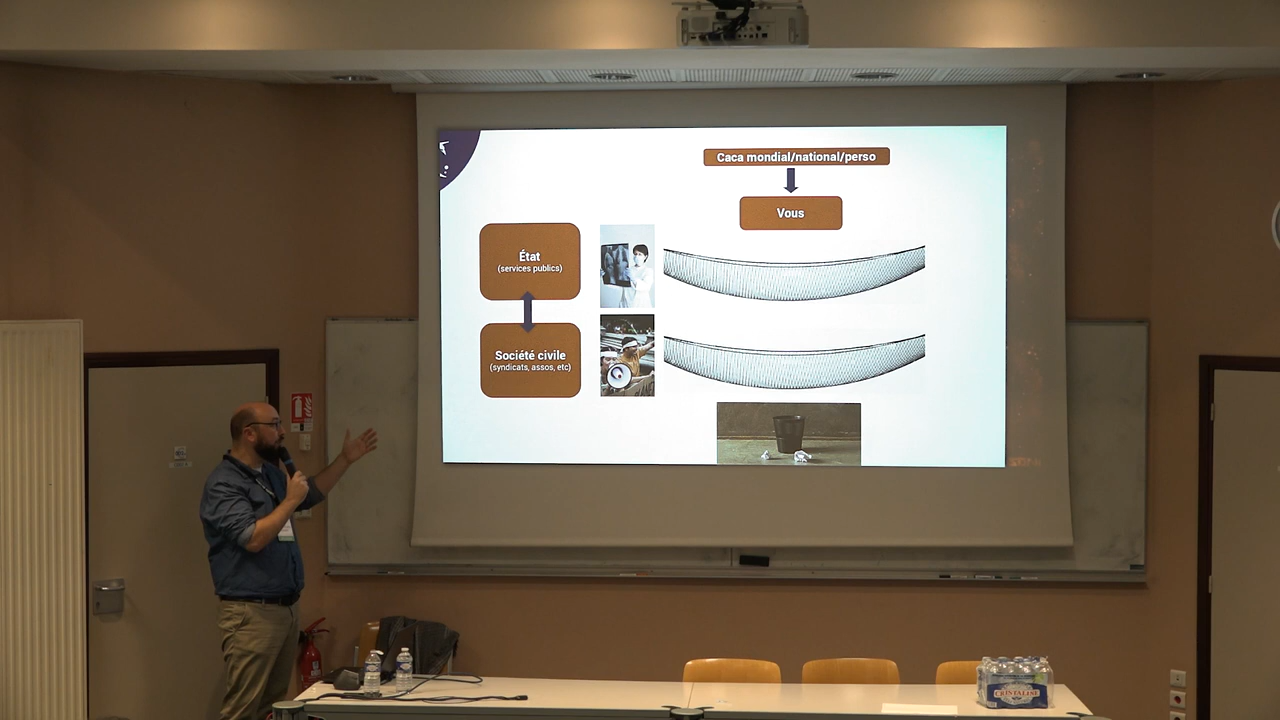 Caca mondial/national/perso
Vous
État
(services publics)
Société civile
(syndicats, assos, etc)
CRISTALINE